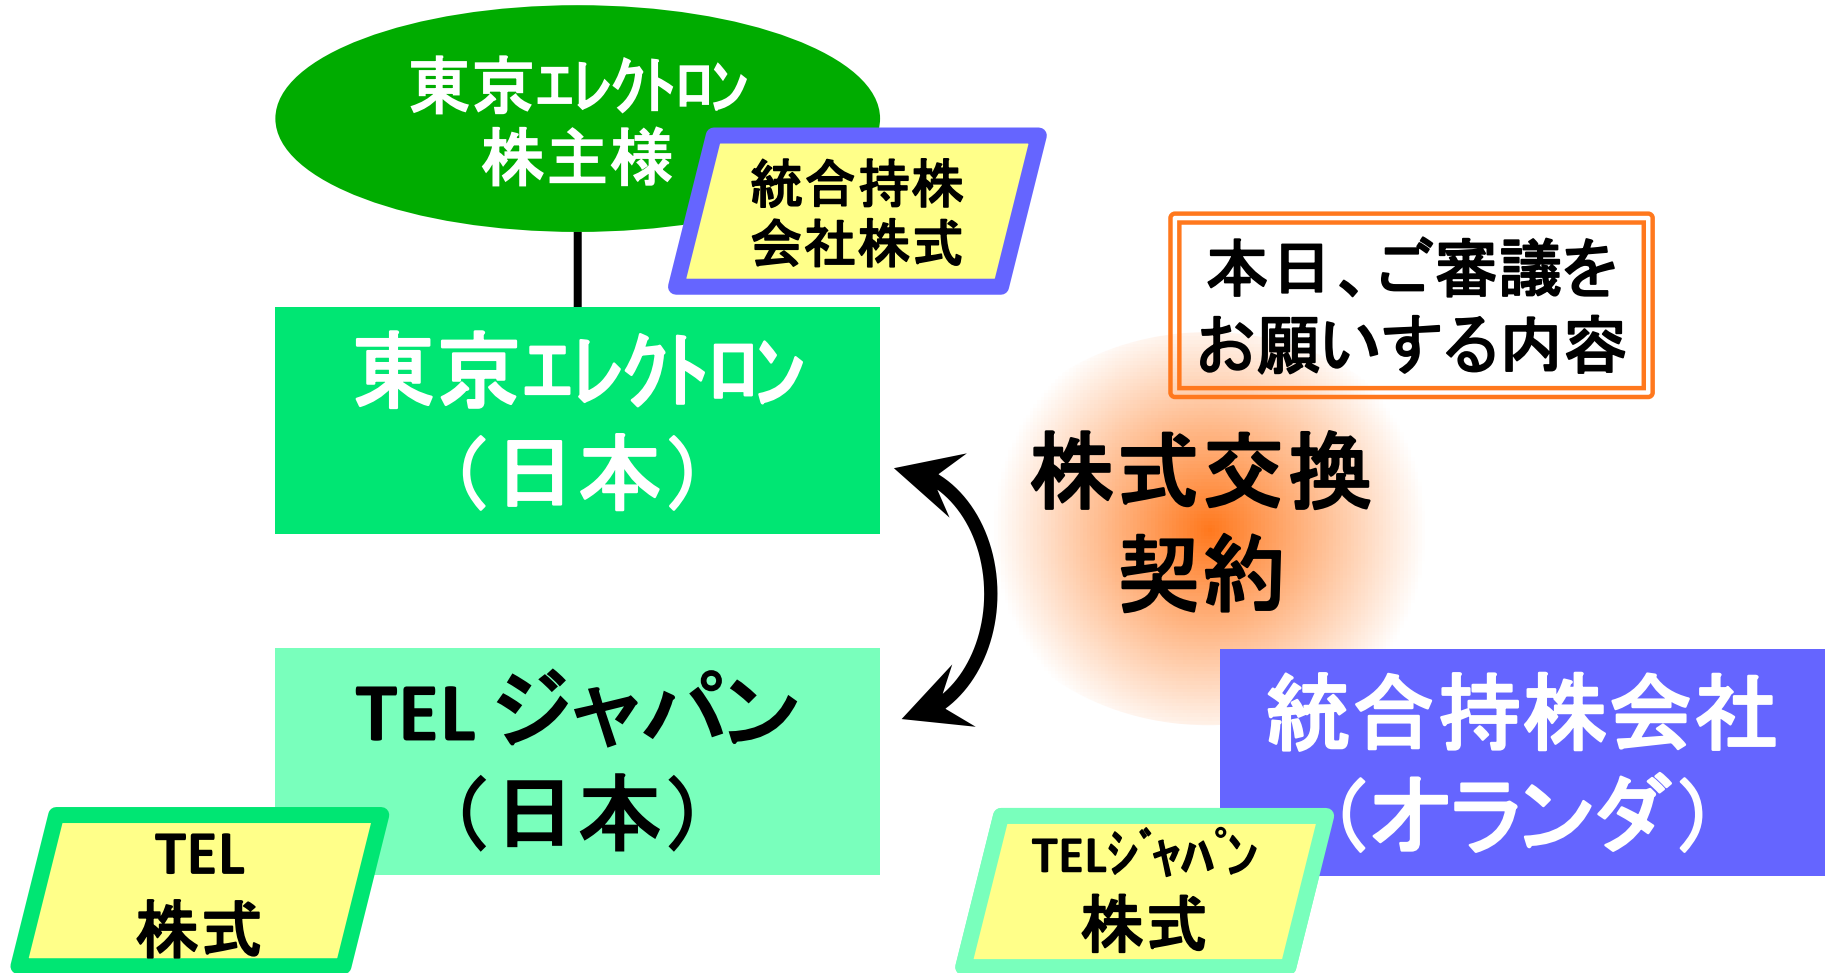 東京ｴﾚｸﾄﾛﾝ
株主様
統合持株
会社株式
本日、ご審議を
お願いする内容
東京ｴﾚｸﾄﾛﾝ
（日本）
株式交換
契約
TEL ジャパン
（日本）
統合持株会社
（オランダ）
TEL
株式
TELｼﾞｬﾊﾟﾝ
株式